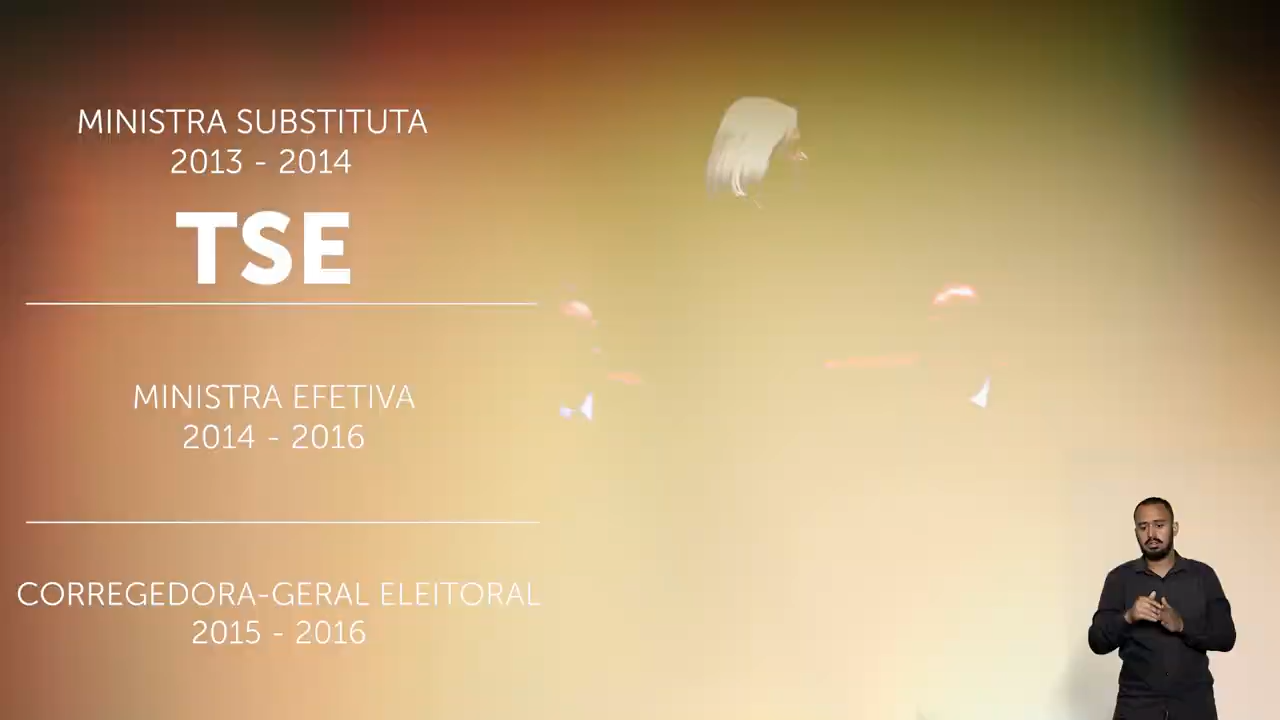 MINISTRA SUBSTITUTA
2013 - 2014
TSE
MINISTRA EFETIVA
2014 - 2016
CORREGEDORA-GERAL ELEITORAL
2015 - 2016